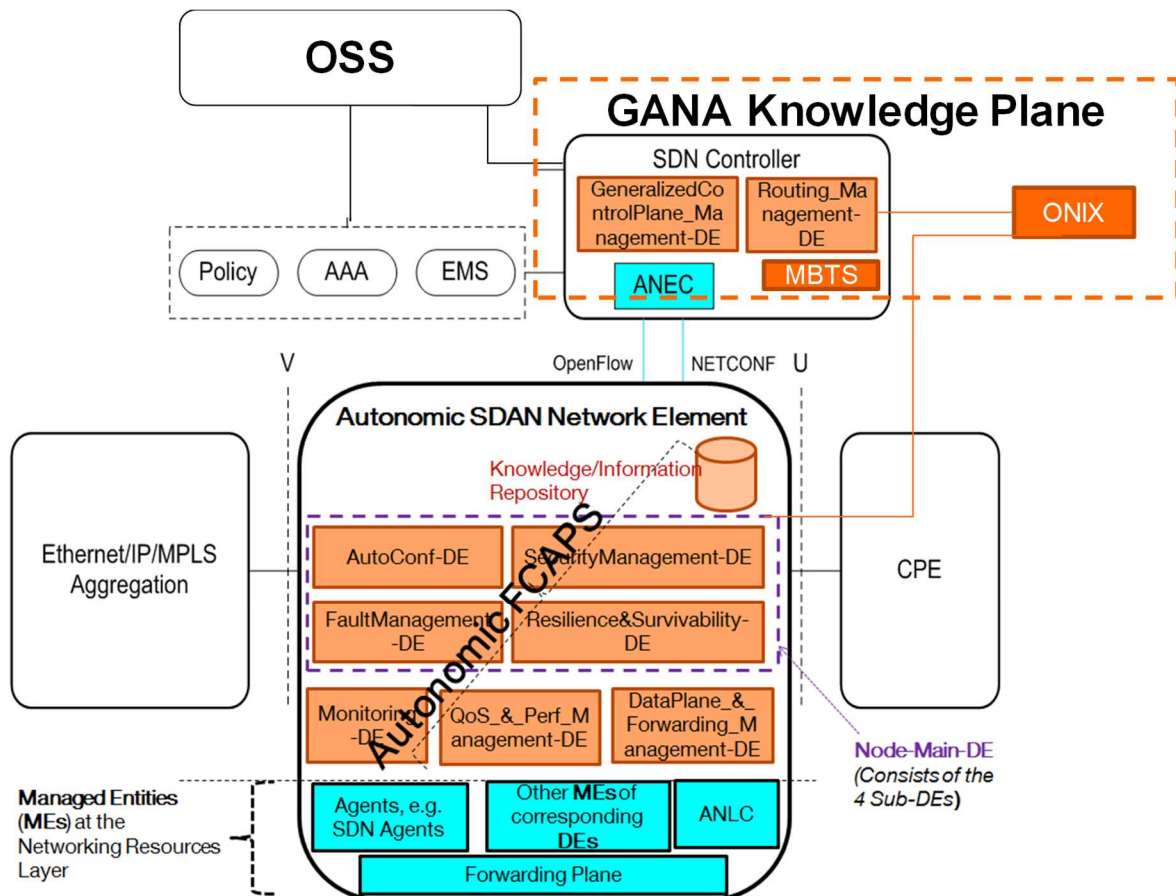 OSS
GANA Knowledge Plane
SDN Controller
GeneralizedCo
ntrolPlane_Ma
nagement-DE
Routing_Ma
nagement-
DE
ONIX
MBTS
ANEC
Policy
AAA
EMS
V
OpenFlow
NETCONF
U
Autonomic SDAN Network Element
Knowledge/Information
Repository
Autonomic FCAPS
Ethernet/IP/MPLS
Aggregation
AutoConf-DE
SecurityManagement-DE
CPE
FaultManagement
-DE
Resilience&Survivability-
DE
Monitoring
-DE
QoS_&_Perf_M
anagement-DE
DataPlane_&_
Forwarding_M
anagement-DE
Node-Main-DE
(Consists of the
4 Sub-DEs)
Managed Entities
(MEs) at the
Networking Resources
Layer
Agents, e.g.
SDN Agents
Other MEs of
corresponding
DEs
ANLC
Forwarding Plane